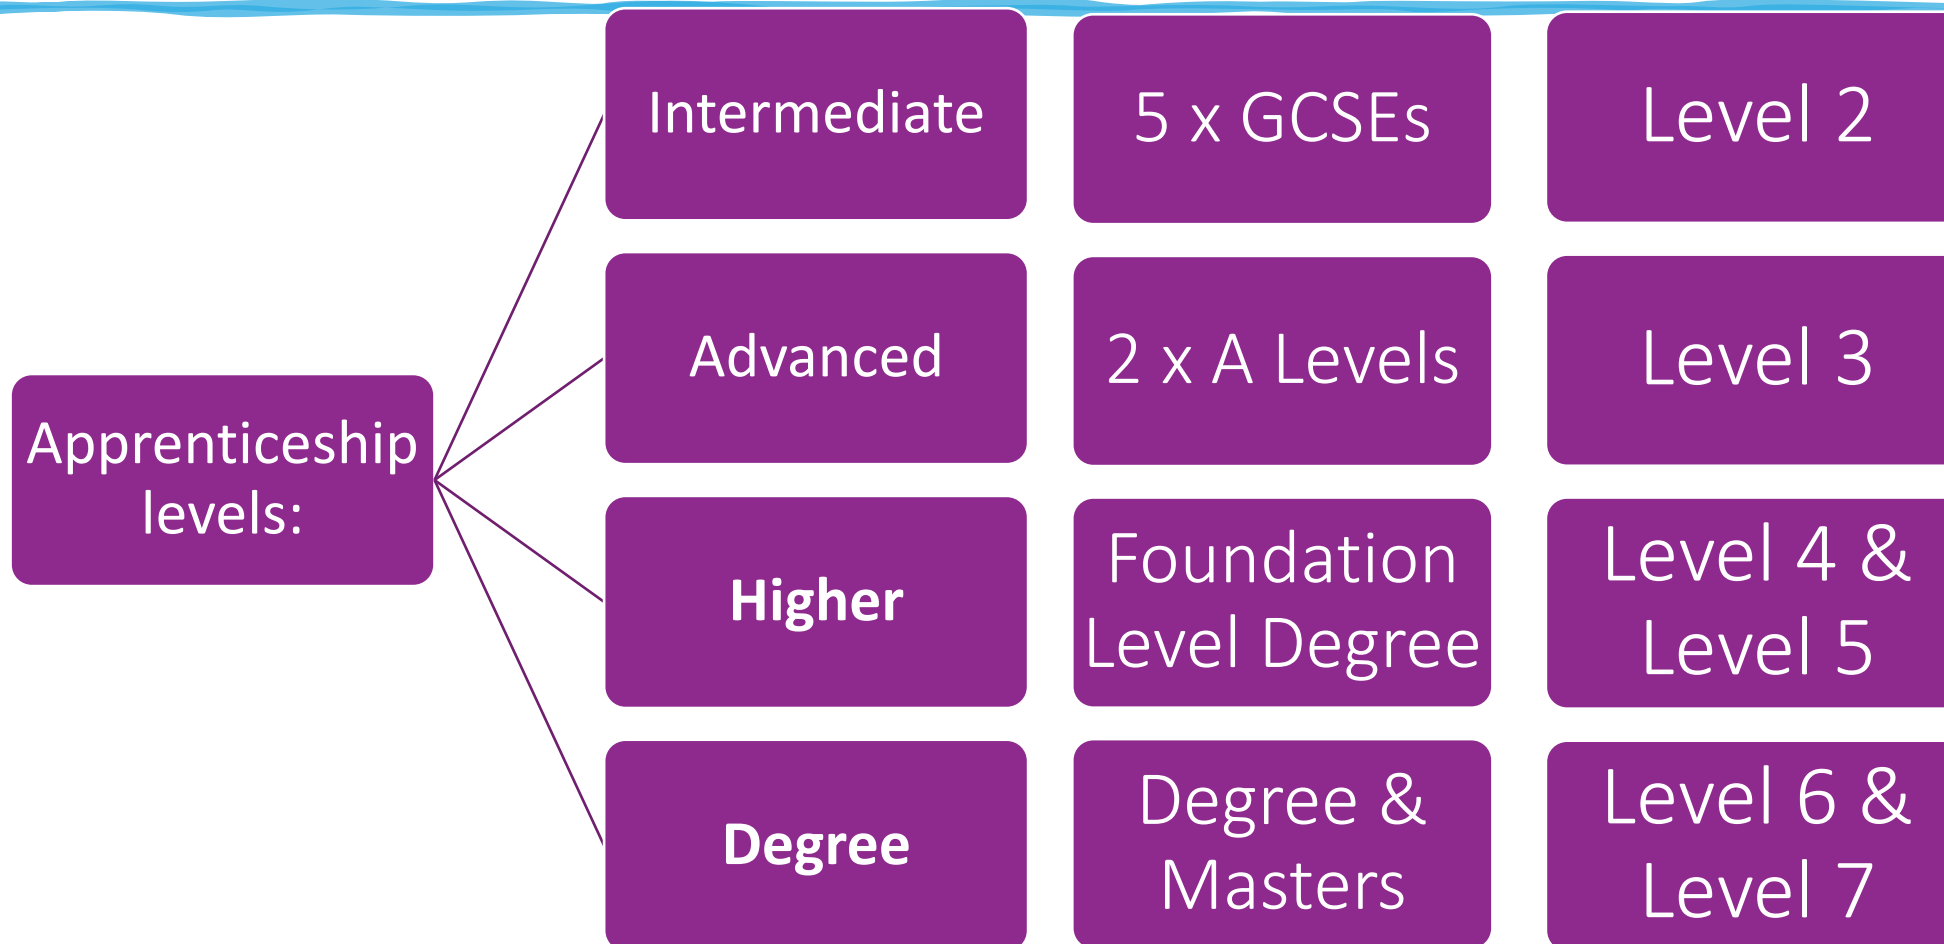 Apprenticeship
levels:
Intermediate
5 x GCSEs
Level 2
Advanced
2 x A Levels
Level 3
Higher
Foundation
Level Degree
Level 4 &
Level 5
Degree
Degree &
Masters
Level 6 &
Level 7